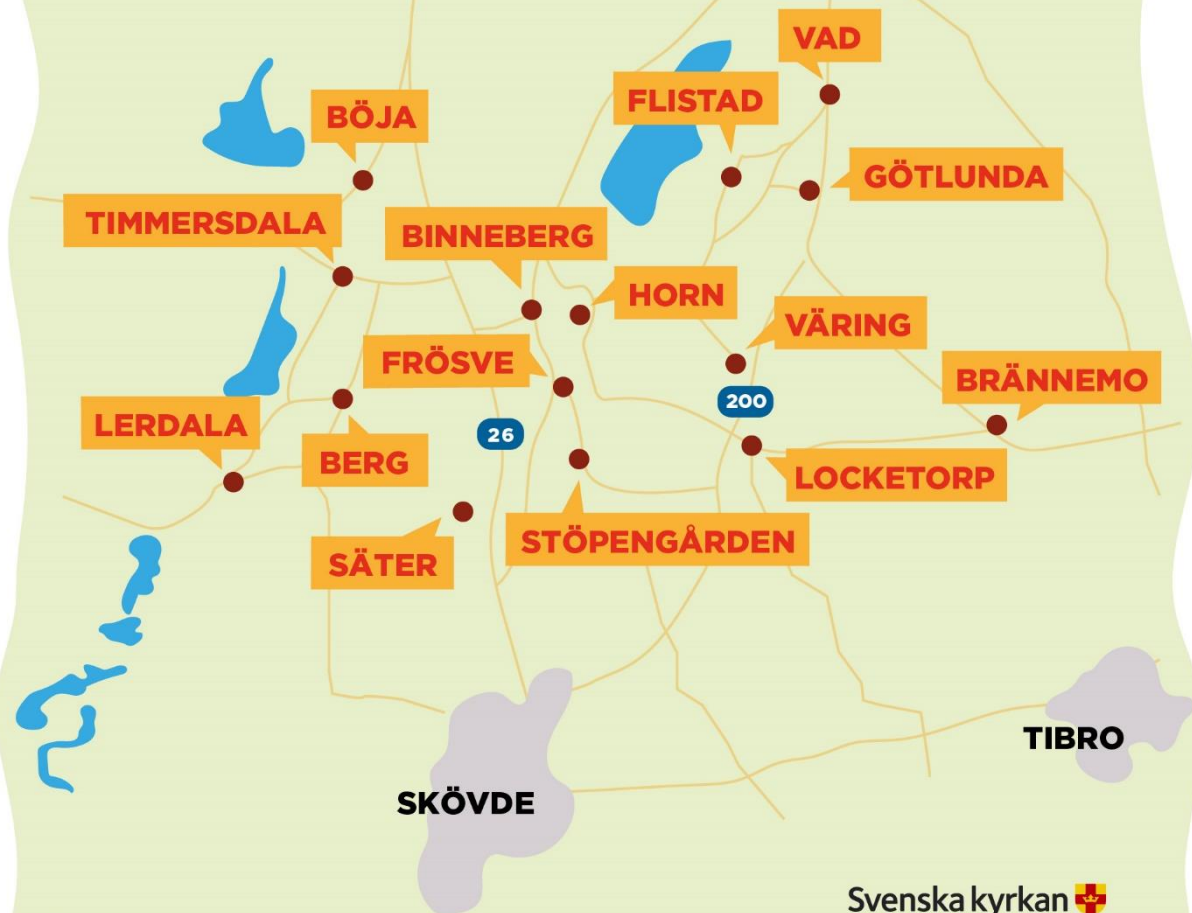 VAD
FLISTAD
BÖJA
GÖTLUNDA
TIMMERSDALA
BINNEBERG
HORN
VÄRING
FRÖSVE
BRÄNNEMO
200
LERDALA
26
BERG
LOCKETORP
STÖPENGÅRDEN
SÄTER
TIBRO
SKÖVDE
Svenska kyrkan